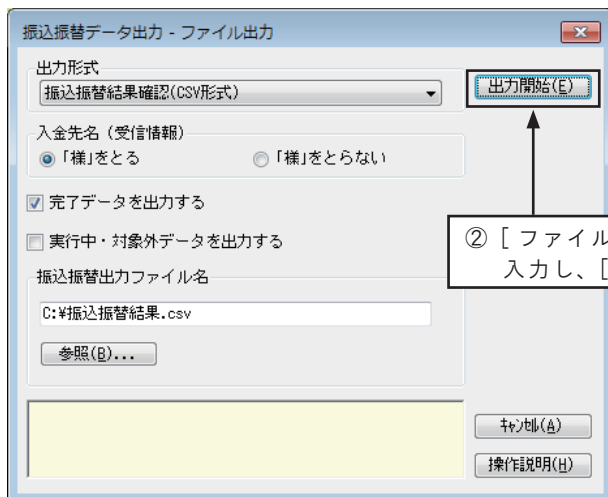 振込振替データ出力 - ファイル出力
出力形式
振込振替結果確認(CSV形式)
出力開始(E)
入金先名（受信情報）
「様」をとる
「様」をとらない
完了データを出力する
実行中・対象外データを出力する
② [ ファイル
入力し、[
振込振替出力ファイル名
C:¥振込振替結果.csv
参照(B)...
ｷｬﾝｾﾙ(A)
操作説明(H)